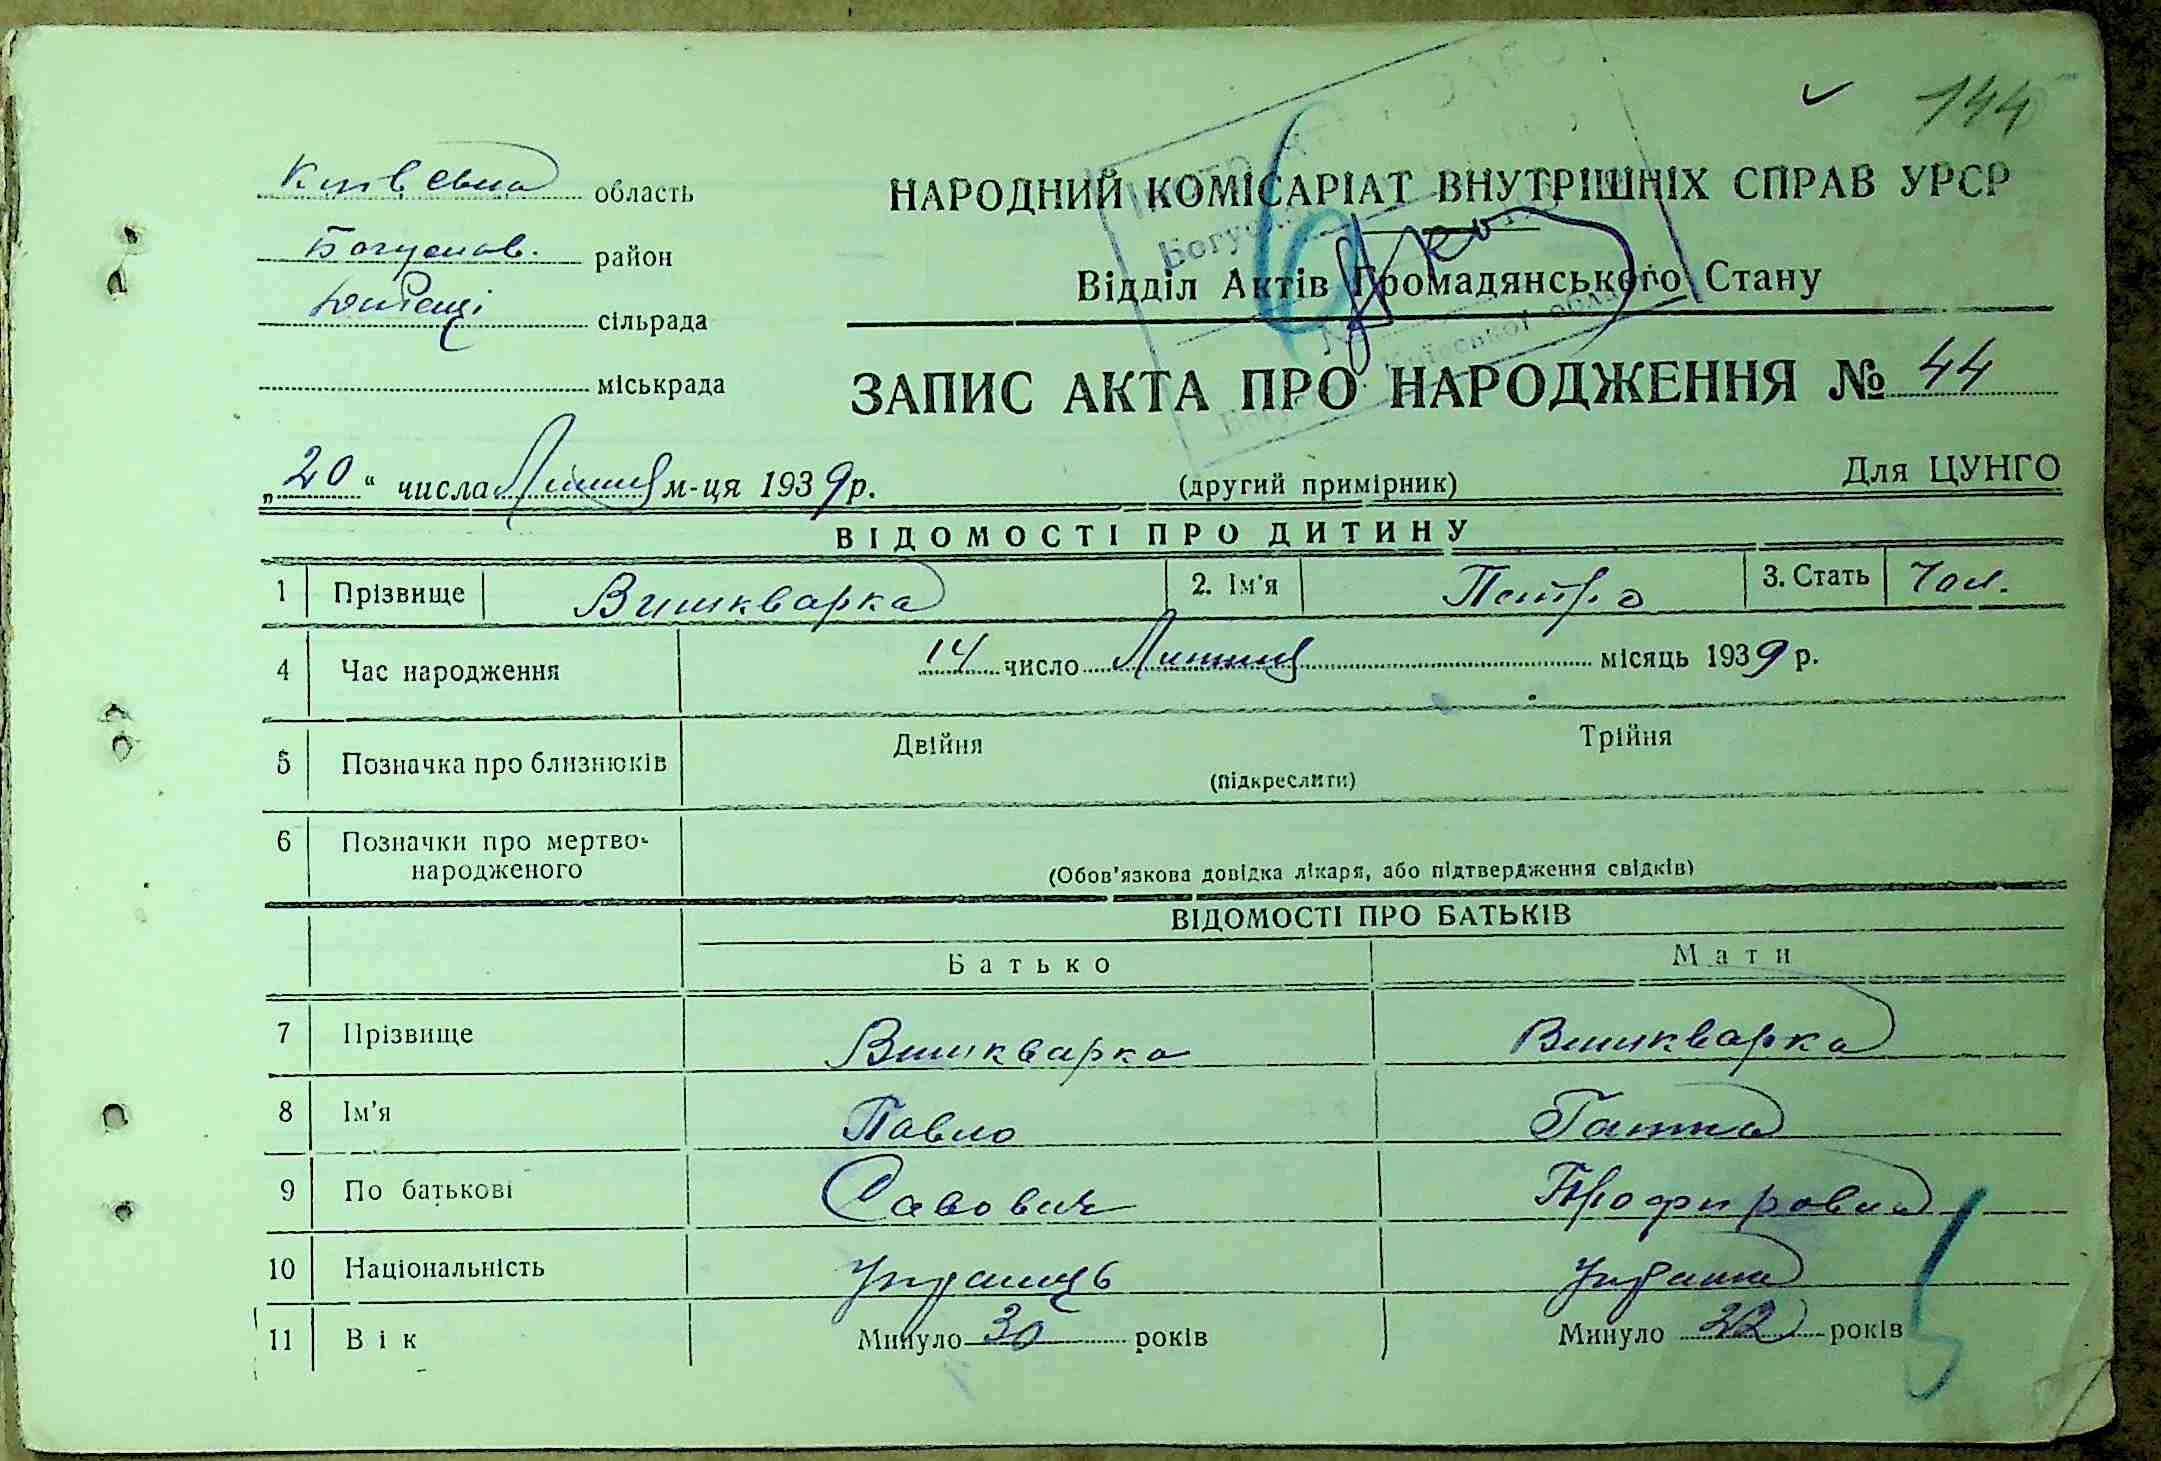 144
Київська область
НАРОДНИЙ КОМІСАРІАТ ВНУТРІШНІХ СПРАВ УРСР
Богуслав. район
Відділ Актів Громадянського Стану
сільрада
міськрада
ЗАПИС АКТА ПРО НАРОДЖЕННЯ № 44
„20“ числа Липня м-ця 1939 р.
(другий примірник)
Для ЦУНГО
ВІДОМОСТІ ПРО ДИТИНУ
1 Прізвище Вишкварка 2. Ім'я Петро 3. Стать Чол.
4 Час народження 14 число Липня місяць 1939 р.
5 Позначка про близнюків Двійня Трійня
(підкреслити)
6 Позначки про мертво-
народженого
(Обов'язкова довідка лікаря, або підтвердження свідків)
ВІДОМОСТІ ПРО БАТЬКІВ
Батько Мати
7 Прізвище Вишкварка Вишкварка
8 Ім'я Павло Ганна
9 По батькові Савович Профировна
10 Національність Українець Українка
11 Вік Минуло 30 років Минуло 22 років